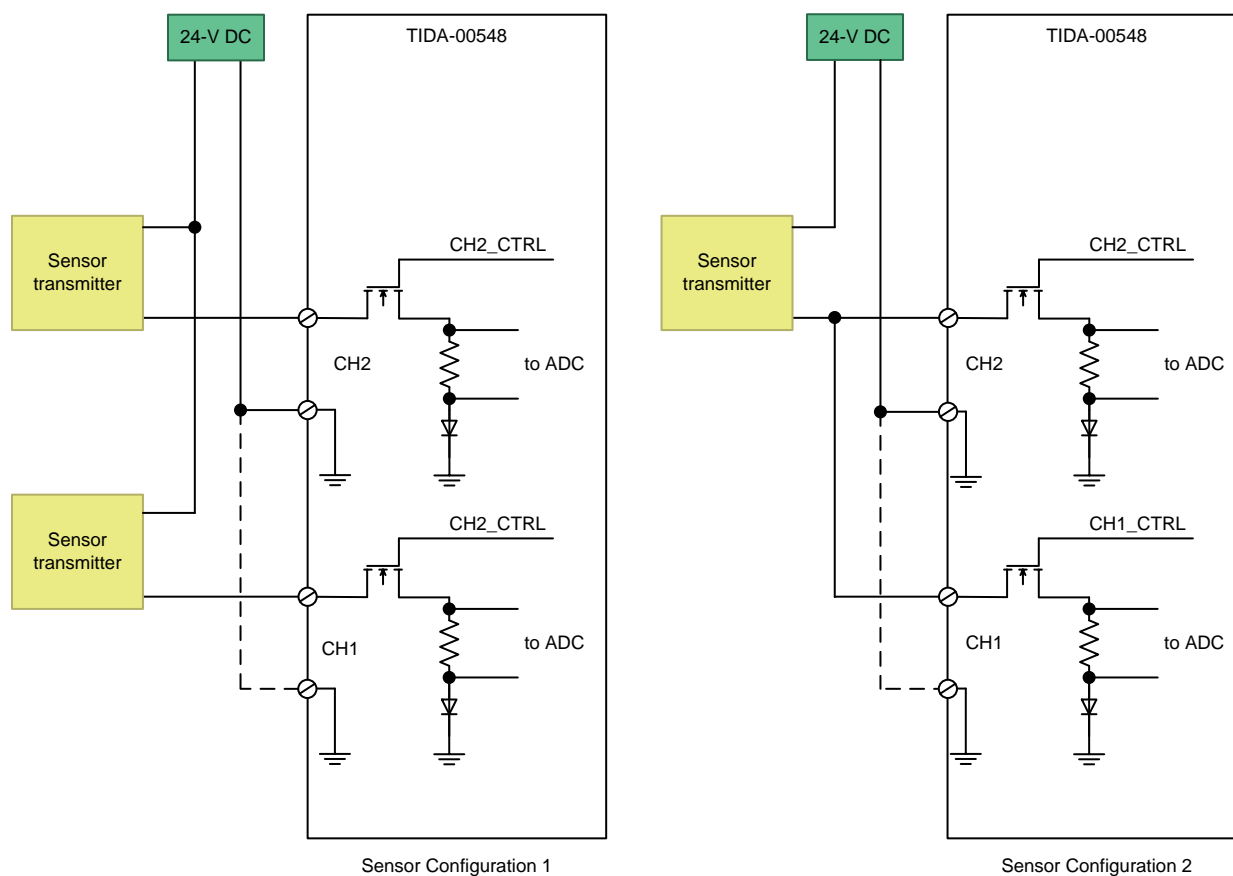 24-V DC
TIDA-00548
Sensor
transmitter
CH2_CTRL
CH2
to ADC
Sensor
transmitter
CH2_CTRL
CH1
to ADC
Sensor Configuration 1
24-V DC
TIDA-00548
Sensor
transmitter
CH2_CTRL
CH2
to ADC
CH1_CTRL
CH1
to ADC
Sensor Configuration 2